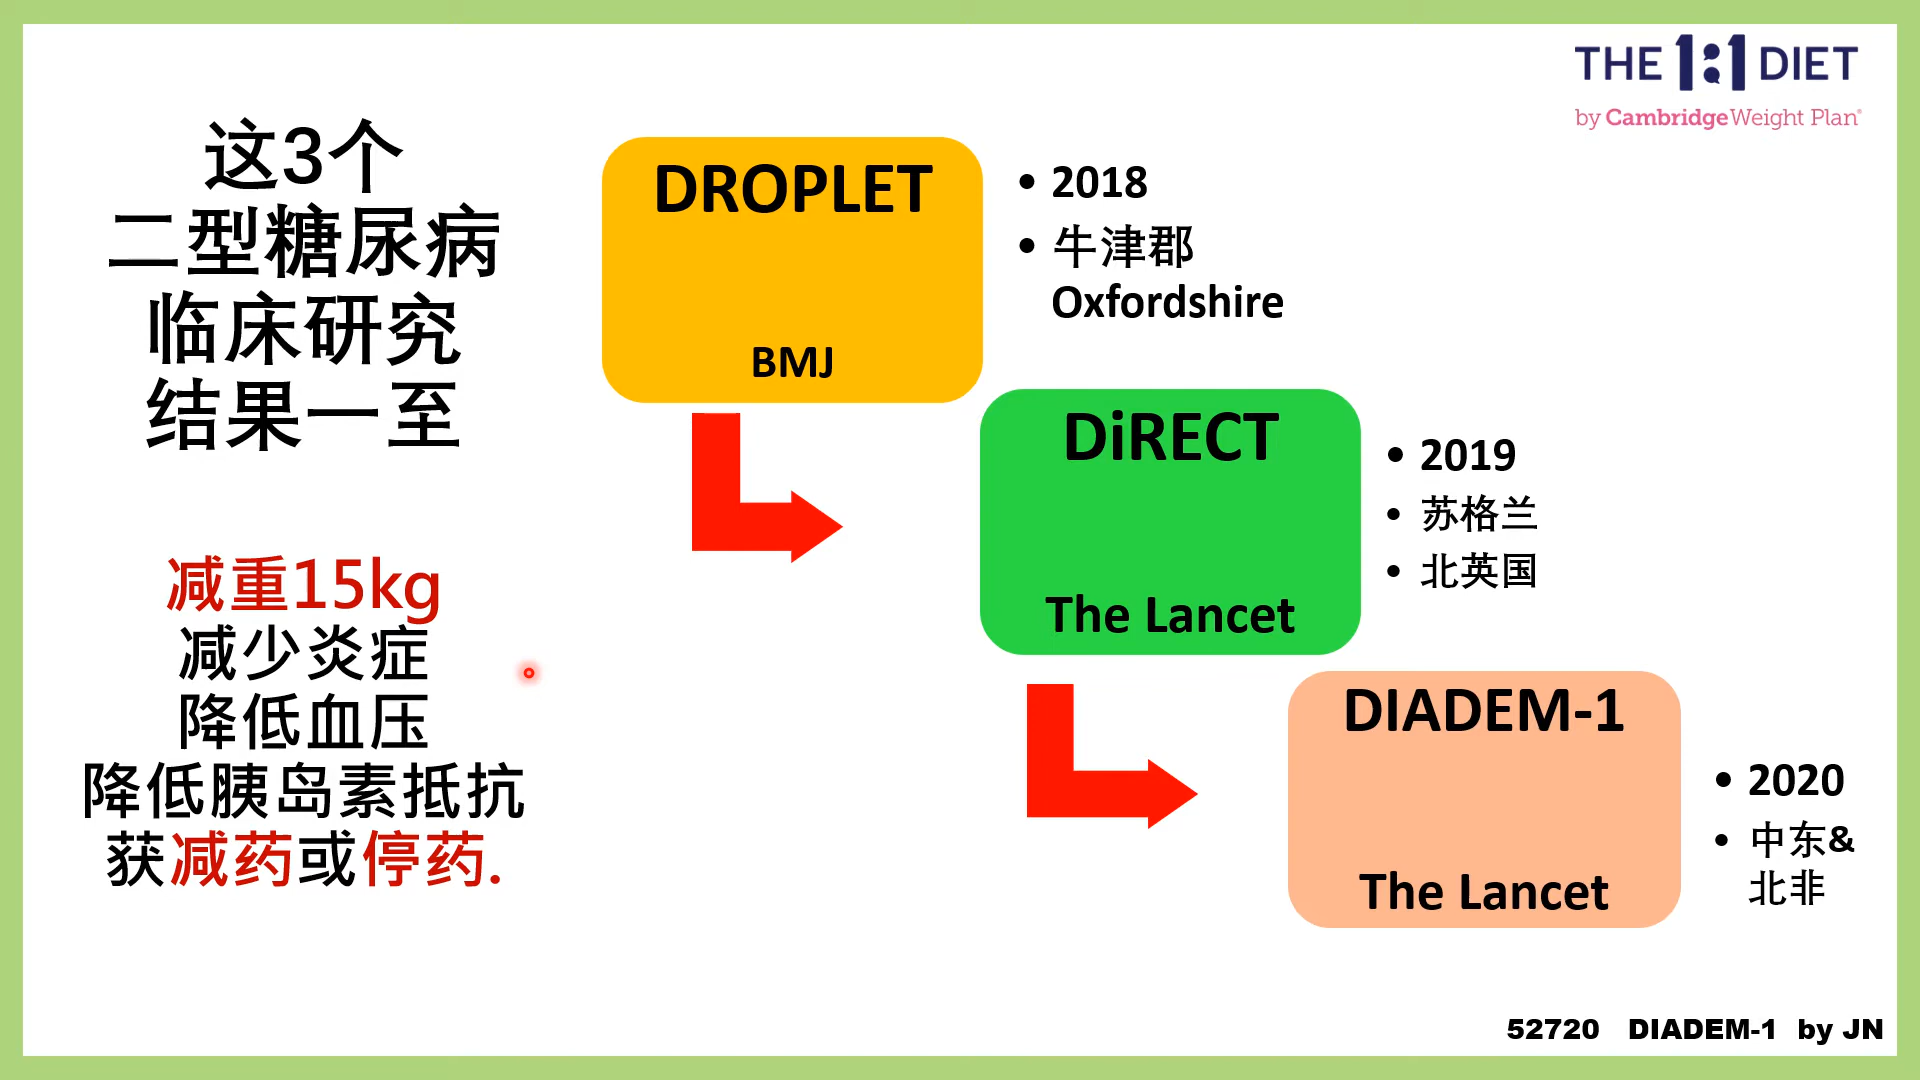 THE 1:1 DIET
by Cambridge Weight Plan
这3个
二型糖尿病
临床研究
结果一至
减重15kg
减少炎症
降低血压
降低胰岛素抵抗
获减药或停药.
DROPLET
BMJ
• 2018
• 牛津郡
Oxfordshire
DiRECT
The Lancet
• 2019
• 苏格兰
• 北英国
DIADEM-1
The Lancet
• 2020
• 中东&
北非
52720 DIADEM-1 by JN